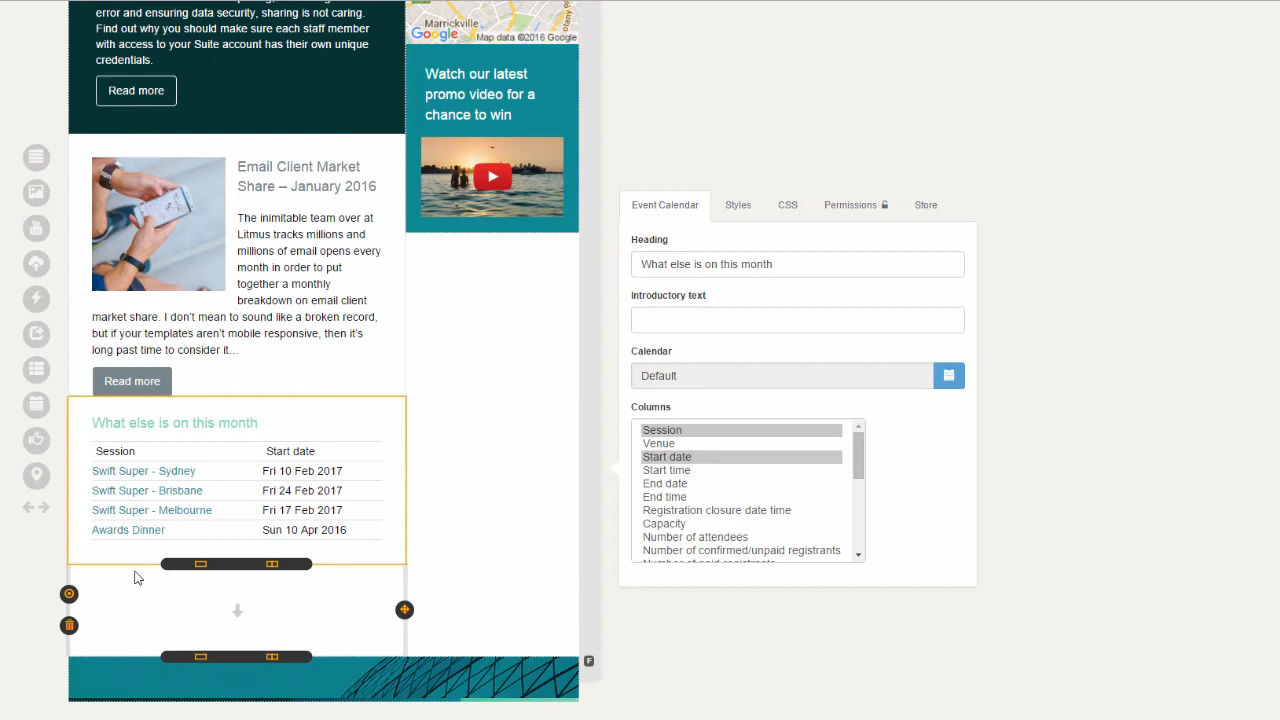 error and ensuring data security, sharing is not caring.
Find out why you should make sure each staff member
with access to your Suite account has their own unique
credentials.
Read more
Marrickville
Google
Map data ©2016 Google
Watch our latest
promo video for a
chance to win
Email Client Market
Share – January 2016
The inimitable team over at
Litmus tracks millions and
millions of email opens every
month in order to put
together a monthly
breakdown on email client
market share. I don't mean to sound like a broken record,
but if your templates aren't mobile responsive, then it's
long past time to consider it…
Read more
What else is on this month
Session Start date
Swift Super - Sydney Fri 10 Feb 2017
Swift Super - Brisbane Fri 24 Feb 2017
Swift Super - Melbourne Fri 17 Feb 2017
Awards Dinner Sun 10 Apr 2016
F
Event Calendar Styles CSS Permissions Store
Heading
What else is on this month
Introductory text
Calendar
Default
Columns
Session
Venue
Start date
Start time
End date
End time
Registration closure date time
Capacity
Number of attendees
Number of confirmed/unpaid registrants